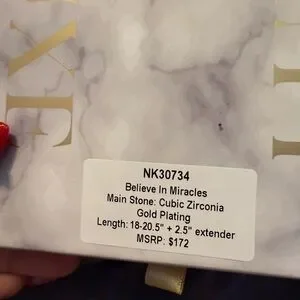 NK30734
Believe In Miracles
Main Stone: Cubic Zirconia
Gold Plating
Length: 18-20.5" + 2.5" extender
MSRP: $172